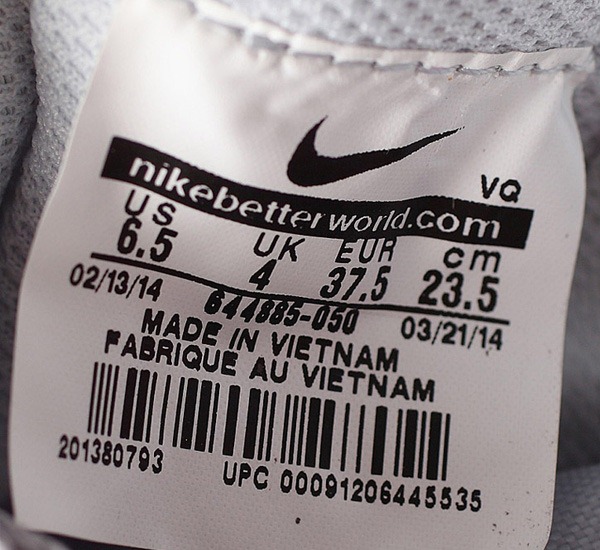 VQ
nikebetterworld.com
US UK EUR cm
6.5 4 37.5 23.5
02/13/14 644885-050 03/21/14
MADE IN VIETNAM
FABRIQUE AU VIETNAM
201380793 UPC 00091206445535